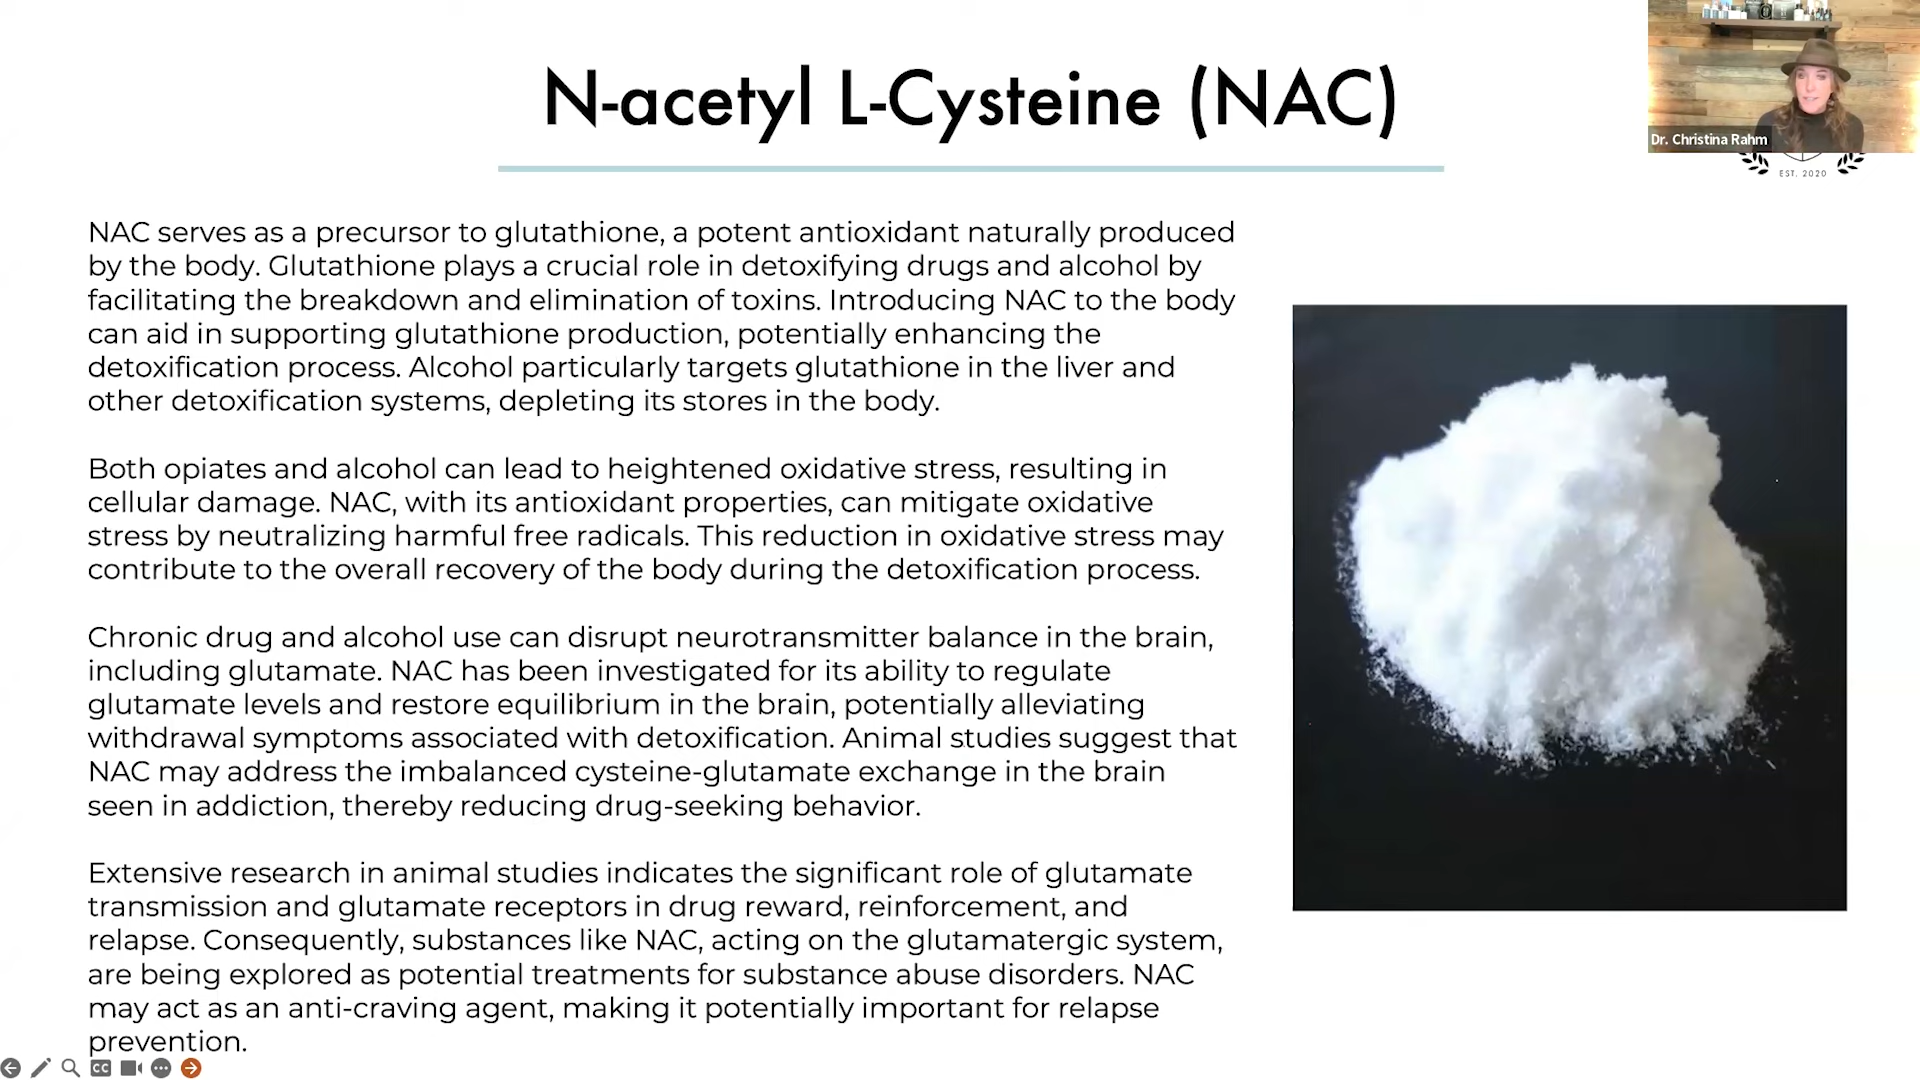 N-acetyl L-Cysteine (NAC)
Dr. Christina Rahm
EST. 2020
NAC serves as a precursor to glutathione, a potent antioxidant naturally produced
by the body. Glutathione plays a crucial role in detoxifying drugs and alcohol by
facilitating the breakdown and elimination of toxins. Introducing NAC to the body
can aid in supporting glutathione production, potentially enhancing the
detoxification process. Alcohol particularly targets glutathione in the liver and
other detoxification systems, depleting its stores in the body.
Both opiates and alcohol can lead to heightened oxidative stress, resulting in
cellular damage. NAC, with its antioxidant properties, can mitigate oxidative
stress by neutralizing harmful free radicals. This reduction in oxidative stress may
contribute to the overall recovery of the body during the detoxification process.
Chronic drug and alcohol use can disrupt neurotransmitter balance in the brain,
including glutamate. NAC has been investigated for its ability to regulate
glutamate levels and restore equilibrium in the brain, potentially alleviating
withdrawal symptoms associated with detoxification. Animal studies suggest that
NAC may address the imbalanced cysteine-glutamate exchange in the brain
seen in addiction, thereby reducing drug-seeking behavior.
Extensive research in animal studies indicates the significant role of glutamate
transmission and glutamate receptors in drug reward, reinforcement, and
relapse. Consequently, substances like NAC, acting on the glutamatergic system,
are being explored as potential treatments for substance abuse disorders. NAC
may act as an anti-craving agent, making it potentially important for relapse
prevention.
CC